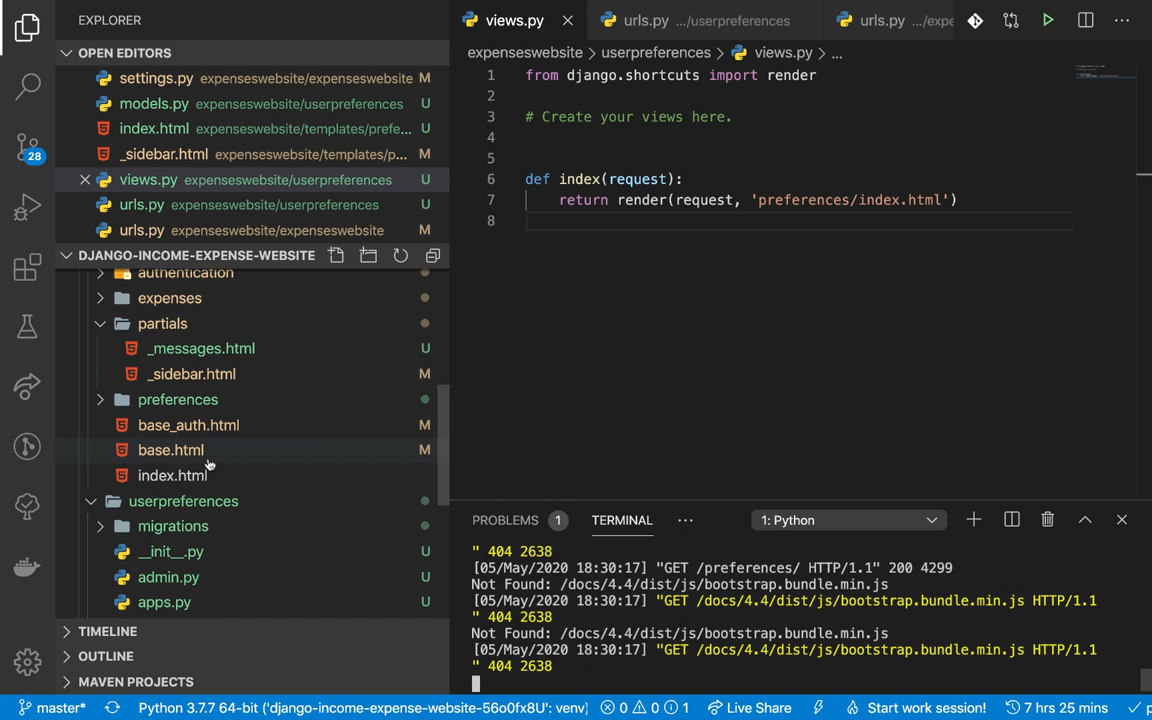 EXPLORER
OPEN EDITORS
settings.py expenseswebsite/expenseswebsite M
models.py expenseswebsite/userpreferences U
index.html expenseswebsite/templates/prefe... U
_sidebar.html expenseswebsite/templates/p... M
views.py expenseswebsite/userpreferences U
urls.py expenseswebsite/userpreferences U
urls.py expenseswebsite/expenseswebsite M
28
DJANGO-INCOME-EXPENSE-WEBSITE
authentication
expenses
partials
_messages.html U
_sidebar.html M
preferences
base_auth.html M
base.html M
index.html
userpreferences
migrations
__init__.py U
admin.py U
apps.py U
TIMELINE
OUTLINE
MAVEN PROJECTS
views.py urls.py .../userpreferences urls.py .../expe
expenseswebsite > userpreferences > views.py > ...
1 from django.shortcuts import render
2
3 # Create your views here.
4
5
6 def index(request):
7 return render(request, 'preferences/index.html')
8
PROBLEMS 1 TERMINAL ... 1: Python
" 404 2638
[05/May/2020 18:30:17] "GET /preferences/ HTTP/1.1" 200 4299
Not Found: /docs/4.4/dist/js/bootstrap.bundle.min.js
[05/May/2020 18:30:17] "GET /docs/4.4/dist/js/bootstrap.bundle.min.js HTTP/1.1
" 404 2638
Not Found: /docs/4.4/dist/js/bootstrap.bundle.min.js
[05/May/2020 18:30:17] "GET /docs/4.4/dist/js/bootstrap.bundle.min.js HTTP/1.1
" 404 2638
master* Python 3.7.7 64-bit ('django-income-expense-website-56o0fx8U': venv) 0 0 1 Live Share Start work session! 7 hrs 25 mins p